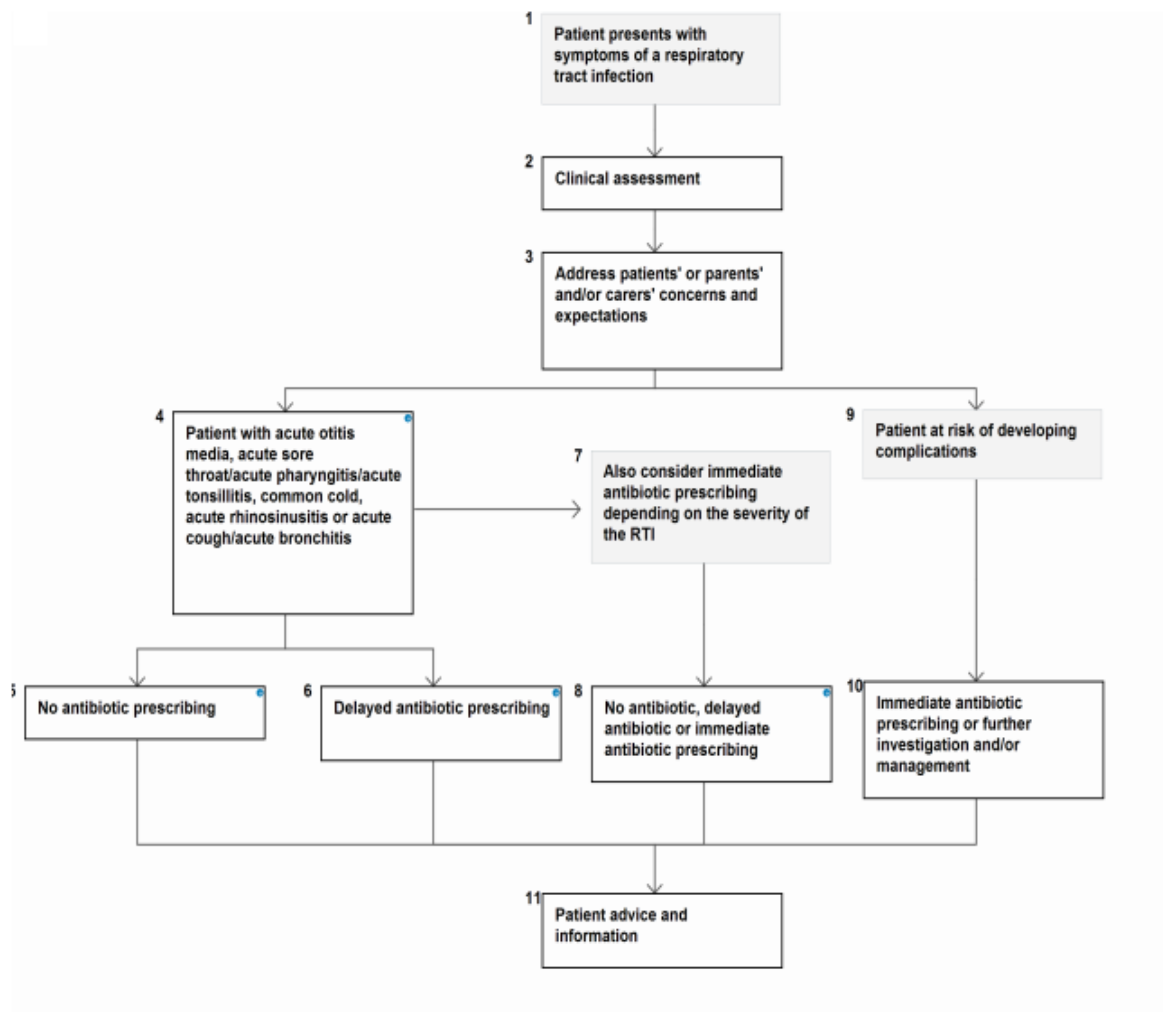 1
Patient presents with
symptoms of a respiratory
tract infection
2
Clinical assessment
3
Address patients' or parents'
and/or carers' concerns and
expectations
4
Patient with acute otitis
media, acute sore
throat/acute pharyngitis/acute
tonsillitis, common cold,
acute rhinosinusitis or acute
cough/acute bronchitis
7
Also consider immediate
antibiotic prescribing
depending on the severity of
the RTI
9
Patient at risk of developing
complications
5
No antibiotic prescribing
6
Delayed antibiotic prescribing
8
No antibiotic, delayed
antibiotic or immediate
antibiotic prescribing
10
Immediate antibiotic
prescribing or further
investigation and/or
management
11
Patient advice and
information